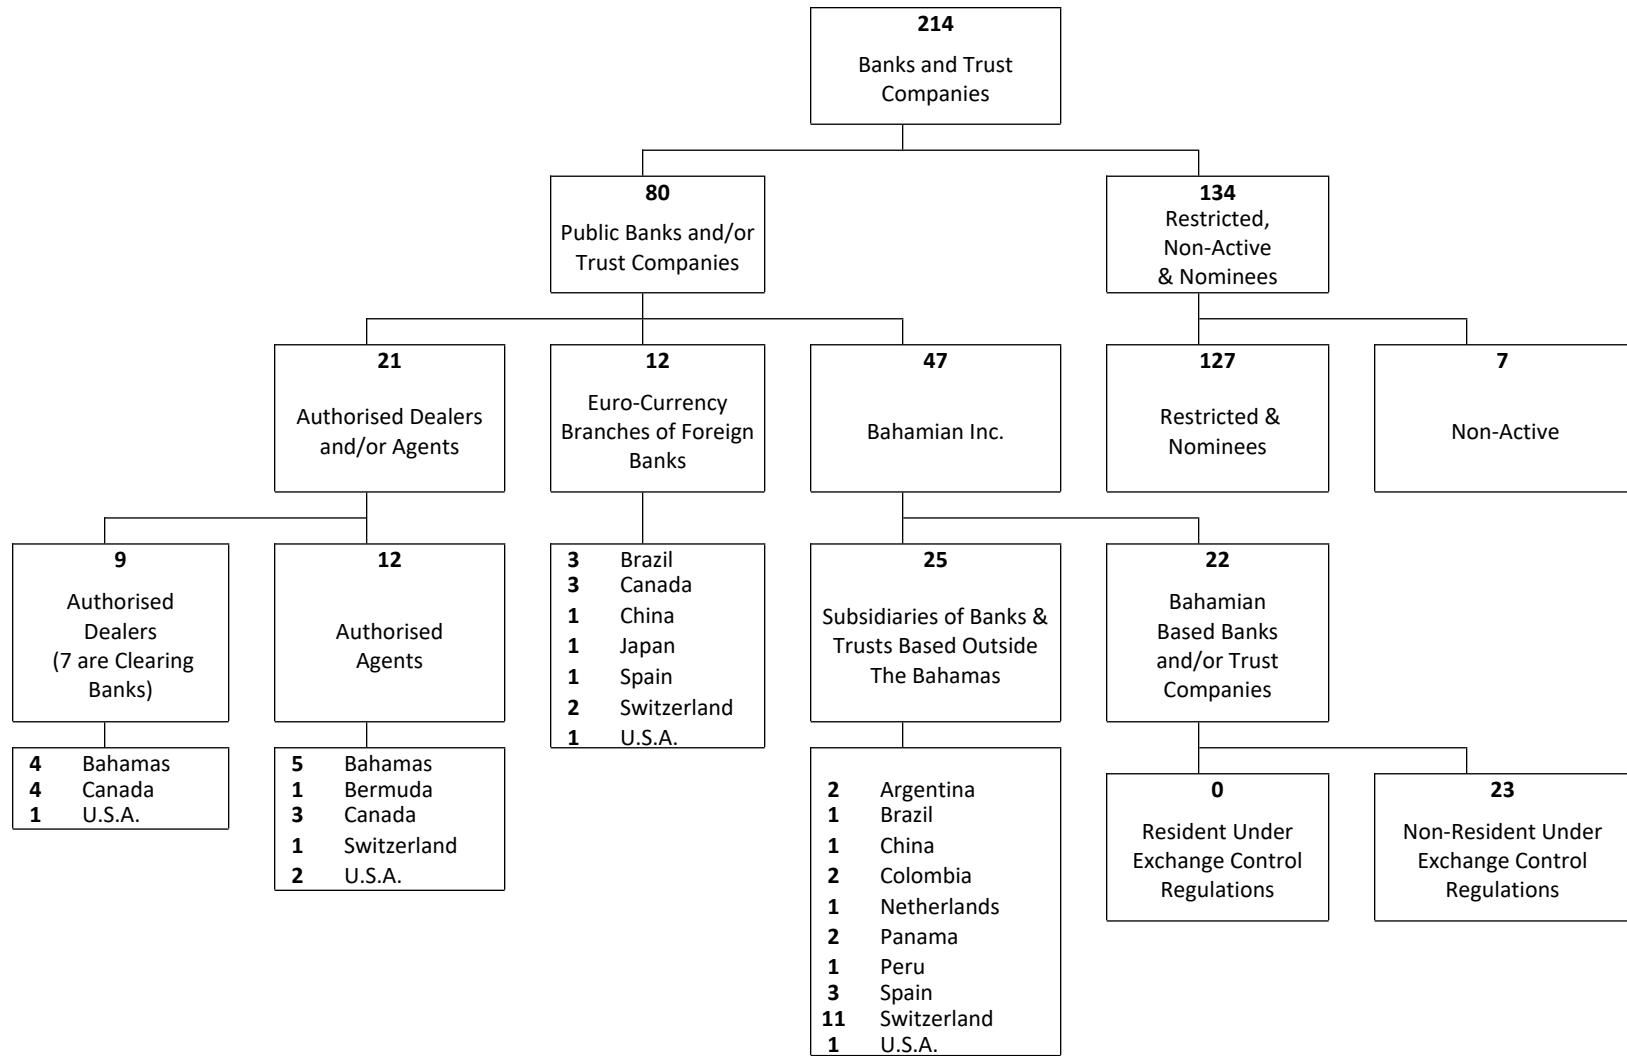 214
Banks and Trust
Companies
80
Public Banks and/or
Trust Companies
134
Restricted,
Non-Active
& Nominees
21
Authorised Dealers
and/or Agents
12
Euro-Currency
Branches of Foreign
Banks
47
Bahamian Inc.
127
Restricted &
Nominees
7
Non-Active
9
Authorised
Dealers
(7 are Clearing
Banks)
12
Authorised
Agents
3 Brazil
3 Canada
1 China
1 Japan
1 Spain
2 Switzerland
1 U.S.A.
25
Subsidiaries of Banks &
Trusts Based Outside
The Bahamas
22
Bahamian
Based Banks
and/or Trust
Companies
4 Bahamas
4 Canada
1 U.S.A.
5 Bahamas
1 Bermuda
3 Canada
1 Switzerland
2 U.S.A.
2 Argentina
1 Brazil
1 China
2 Colombia
1 Netherlands
2 Panama
1 Peru
3 Spain
11 Switzerland
1 U.S.A.
0
Resident Under
Exchange Control
Regulations
23
Non-Resident Under
Exchange Control
Regulations